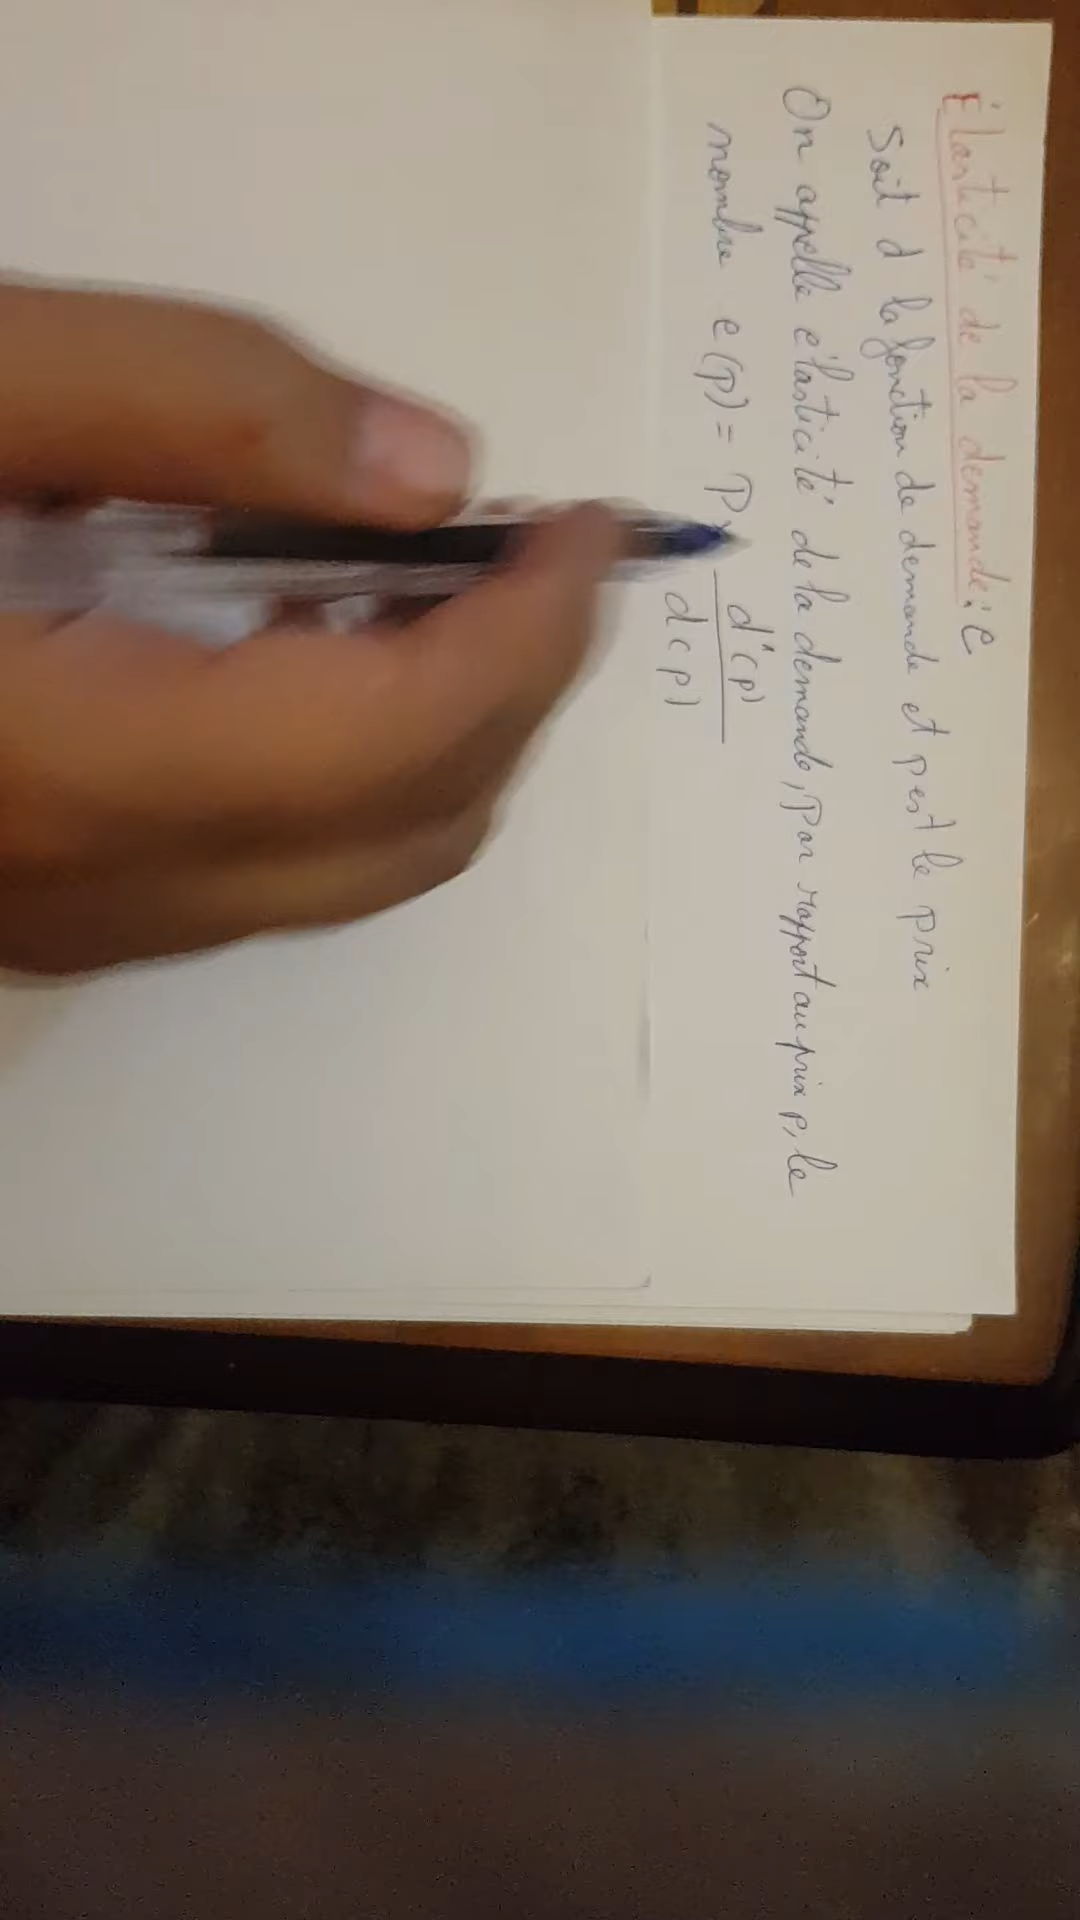 Élasticité de la demande : e
Soit d la fonction de demande et p est le prix
On appelle élasticité de la demande, par rapport au prix p, le
nombre e(p) = P × d'(p) / d(p)